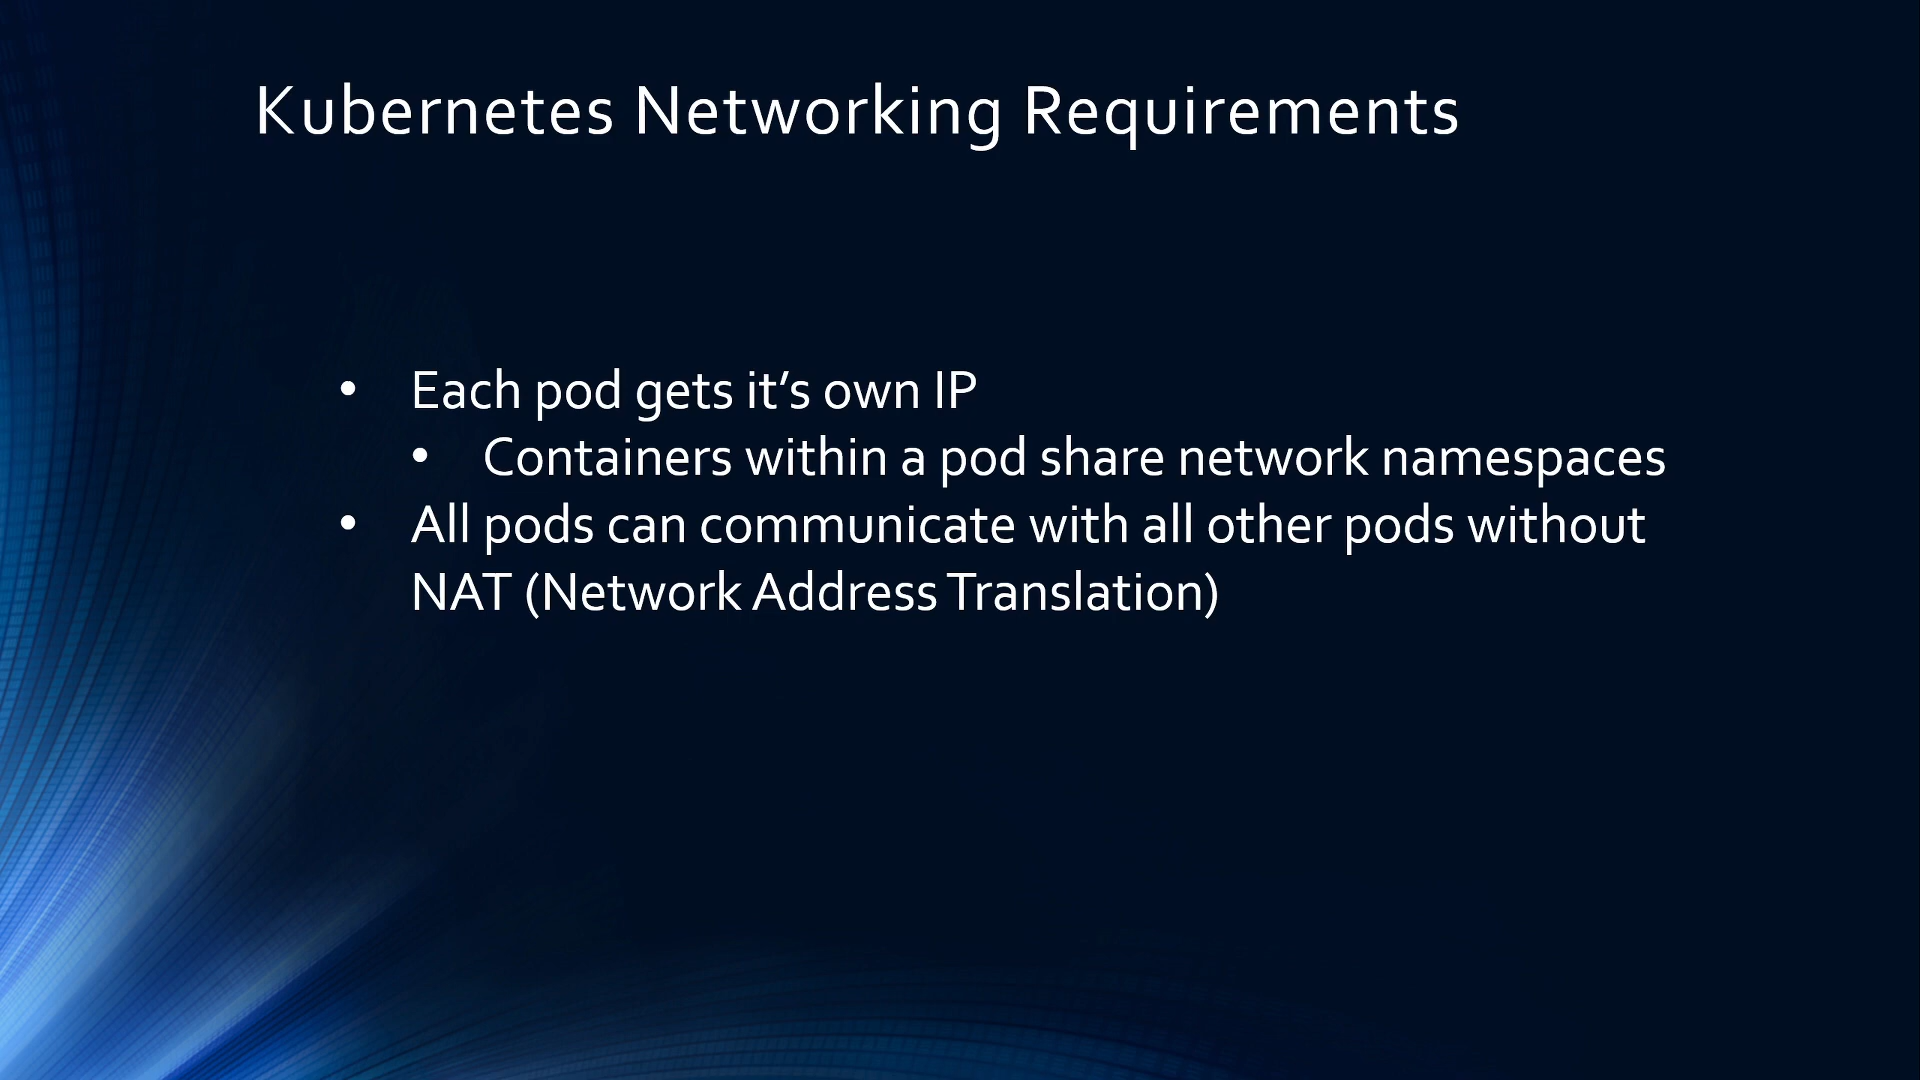 Kubernetes Networking Requirements
• Each pod gets it’s own IP
• Containers within a pod share network namespaces
• All pods can communicate with all other pods without
NAT (Network Address Translation)